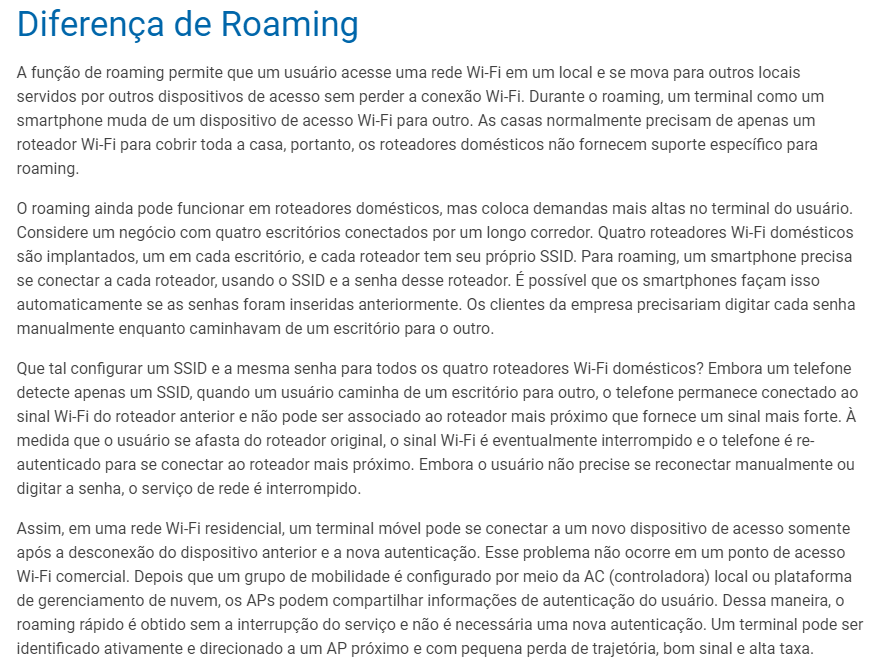 Diferença de Roaming
A função de roaming permite que um usuário acesse uma rede Wi-Fi em um local e se mova para outros locais
servidos por outros dispositivos de acesso sem perder a conexão Wi-Fi. Durante o roaming, um terminal como um
smartphone muda de um dispositivo de acesso Wi-Fi para outro. As casas normalmente precisam de apenas um
roteador Wi-Fi para cobrir toda a casa, portanto, os roteadores domésticos não fornecem suporte específico para
roaming.
O roaming ainda pode funcionar em roteadores domésticos, mas coloca demandas mais altas no terminal do usuário.
Considere um negócio com quatro escritórios conectados por um longo corredor. Quatro roteadores Wi-Fi domésticos
são implantados, um em cada escritório, e cada roteador tem seu próprio SSID. Para roaming, um smartphone precisa
se conectar a cada roteador, usando o SSID e a senha desse roteador. É possível que os smartphones façam isso
automaticamente se as senhas foram inseridas anteriormente. Os clientes da empresa precisariam digitar cada senha
manualmente enquanto caminhavam de um escritório para o outro.
Que tal configurar um SSID e a mesma senha para todos os quatro roteadores Wi-Fi domésticos? Embora um telefone
detecte apenas um SSID, quando um usuário caminha de um escritório para outro, o telefone permanece conectado ao
sinal Wi-Fi do roteador anterior e não pode ser associado ao roteador mais próximo que fornece um sinal mais forte. À
medida que o usuário se afasta do roteador original, o sinal Wi-Fi é eventualmente interrompido e o telefone é re-
autenticado para se conectar ao roteador mais próximo. Embora o usuário não precise se reconectar manualmente ou
digitar a senha, o serviço de rede é interrompido.
Assim, em uma rede Wi-Fi residencial, um terminal móvel pode se conectar a um novo dispositivo de acesso somente
após a desconexão do dispositivo anterior e a nova autenticação. Esse problema não ocorre em um ponto de acesso
Wi-Fi comercial. Depois que um grupo de mobilidade é configurado por meio da AC (controladora) local ou plataforma
de gerenciamento de nuvem, os APs podem compartilhar informações de autenticação do usuário. Dessa maneira, o
roaming rápido é obtido sem a interrupção do serviço e não é necessária uma nova autenticação. Um terminal pode ser
identificado ativamente e direcionado a um AP próximo e com pequena perda de trajetória, bom sinal e alta taxa.